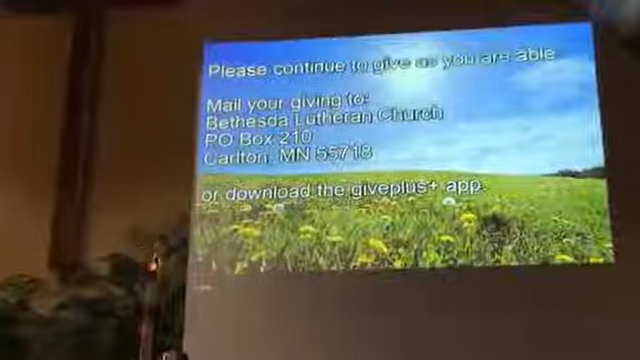 Please continue to give as you are able
Mail your giving to:
Bethesda Lutheran Church
PO Box 210
Carlton, MN 55718
or download the giveplus+ app.